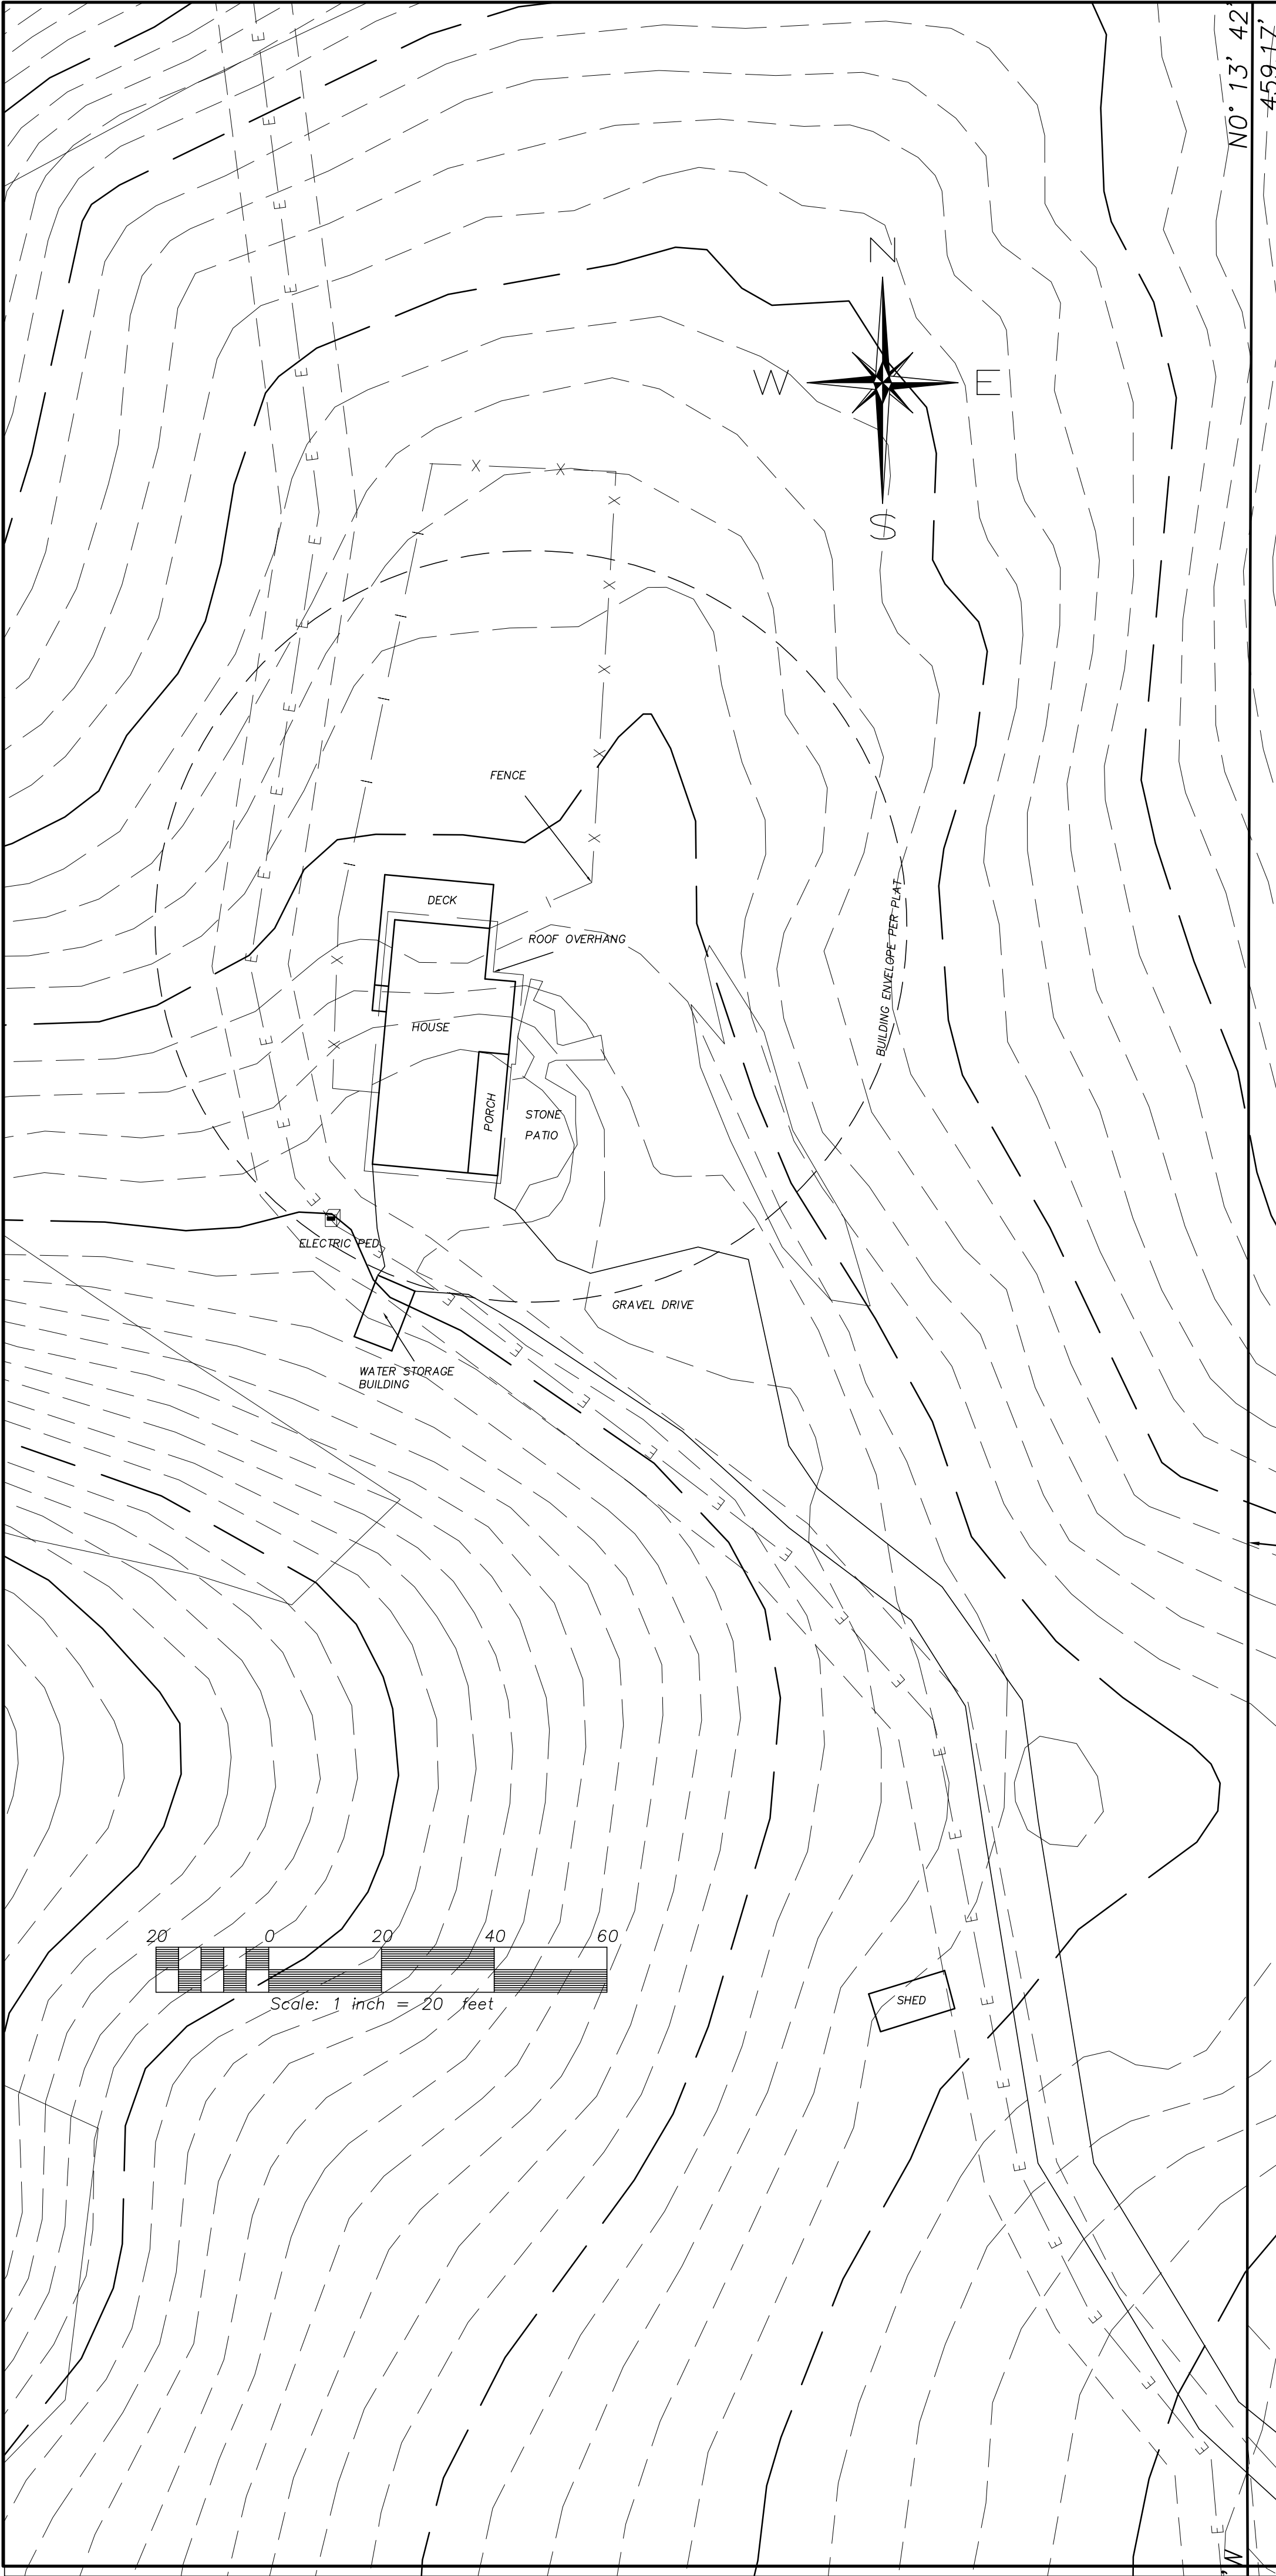 N0° 13' 42"
459.17'
N
W E
S
FENCE
DECK
ROOF OVERHANG
HOUSE
BUILDING ENVELOPE PER PLAT
PORCH
STONE
PATIO
ELECTRIC PED.
GRAVEL DRIVE
WATER STORAGE
BUILDING
20 0 20 40 60
Scale: 1 inch = 20 feet
SHED
W